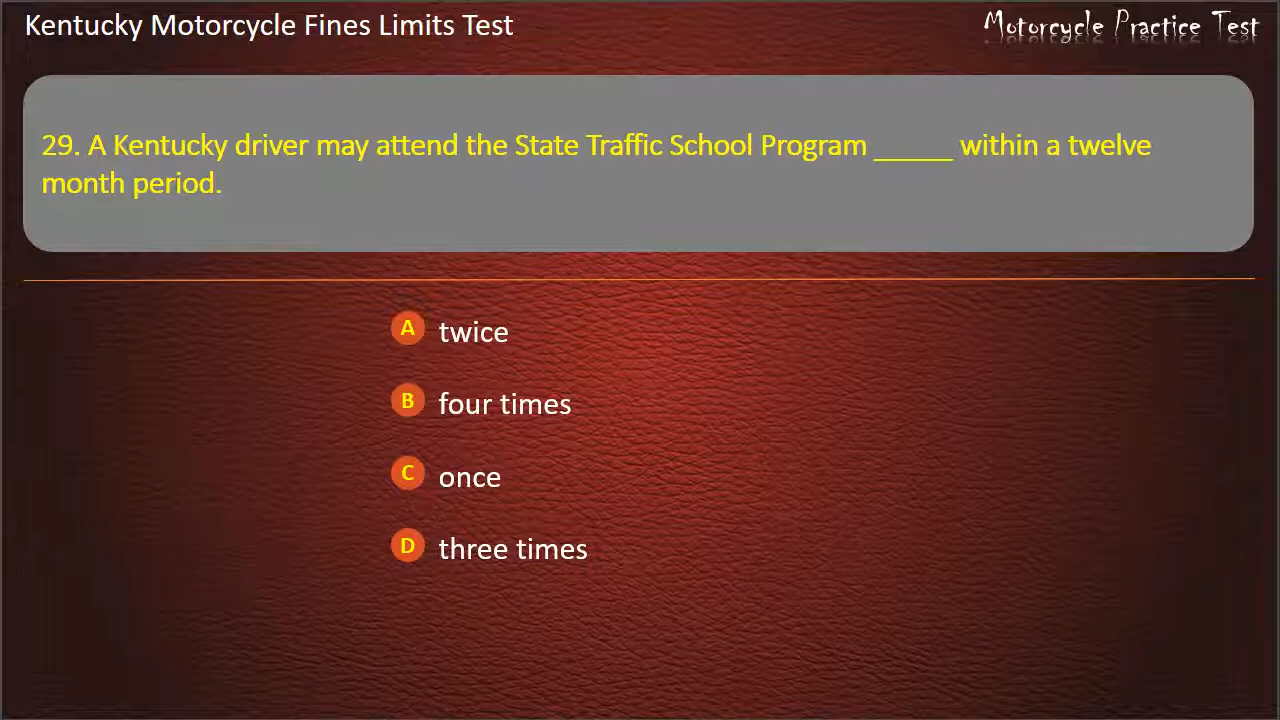 Kentucky Motorcycle Fines Limits Test
Motorcycle Practice Test
29. A Kentucky driver may attend the State Traffic School Program _____ within a twelve
month period.
A twice
B four times
C once
D three times